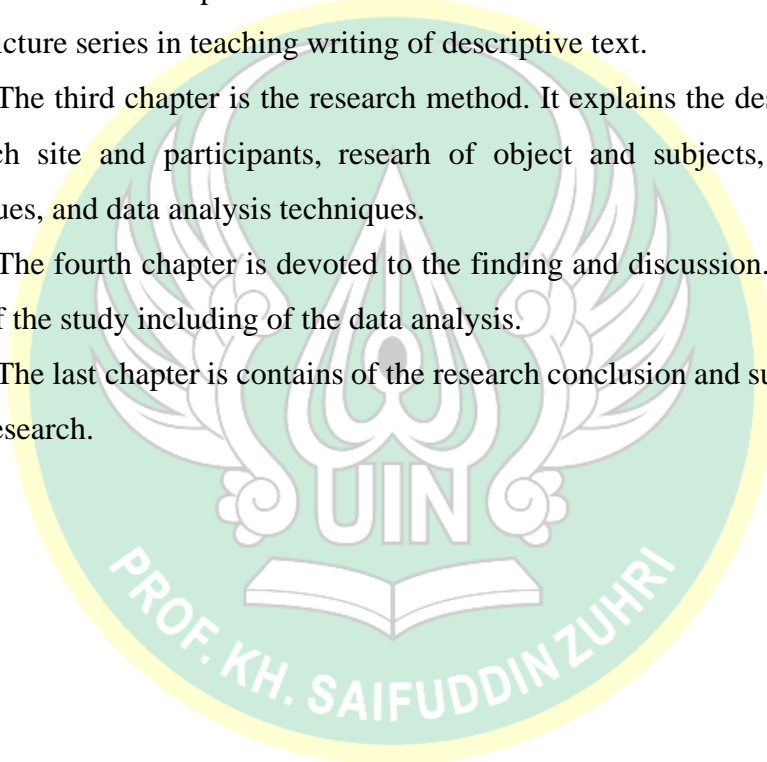 icture series in teaching writing of descriptive text.
The third chapter is the research method. It explains the des
ch site and participants, researh of object and subjects,
ues, and data analysis techniques.
The fourth chapter is devoted to the finding and discussion.
f the study including of the data analysis.
The last chapter is contains of the research conclusion and su
esearch.
UIN
PROF. KH. SAIFUDDIN ZUHRI